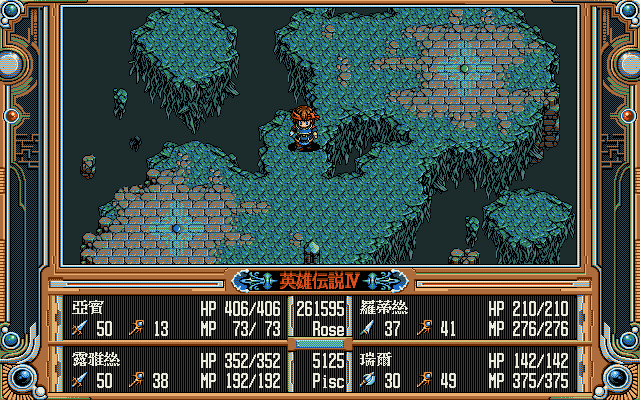 英雄伝説IV
亞賓 HP 406/406 261595 羅蒂絲 HP 210/210
50 13 MP 73/ 73 Rose 37 41 MP 276/276
露雅絲 HP 352/352 5125 瑞爾 HP 142/142
50 38 MP 192/192 Pisc 30 49 MP 375/375